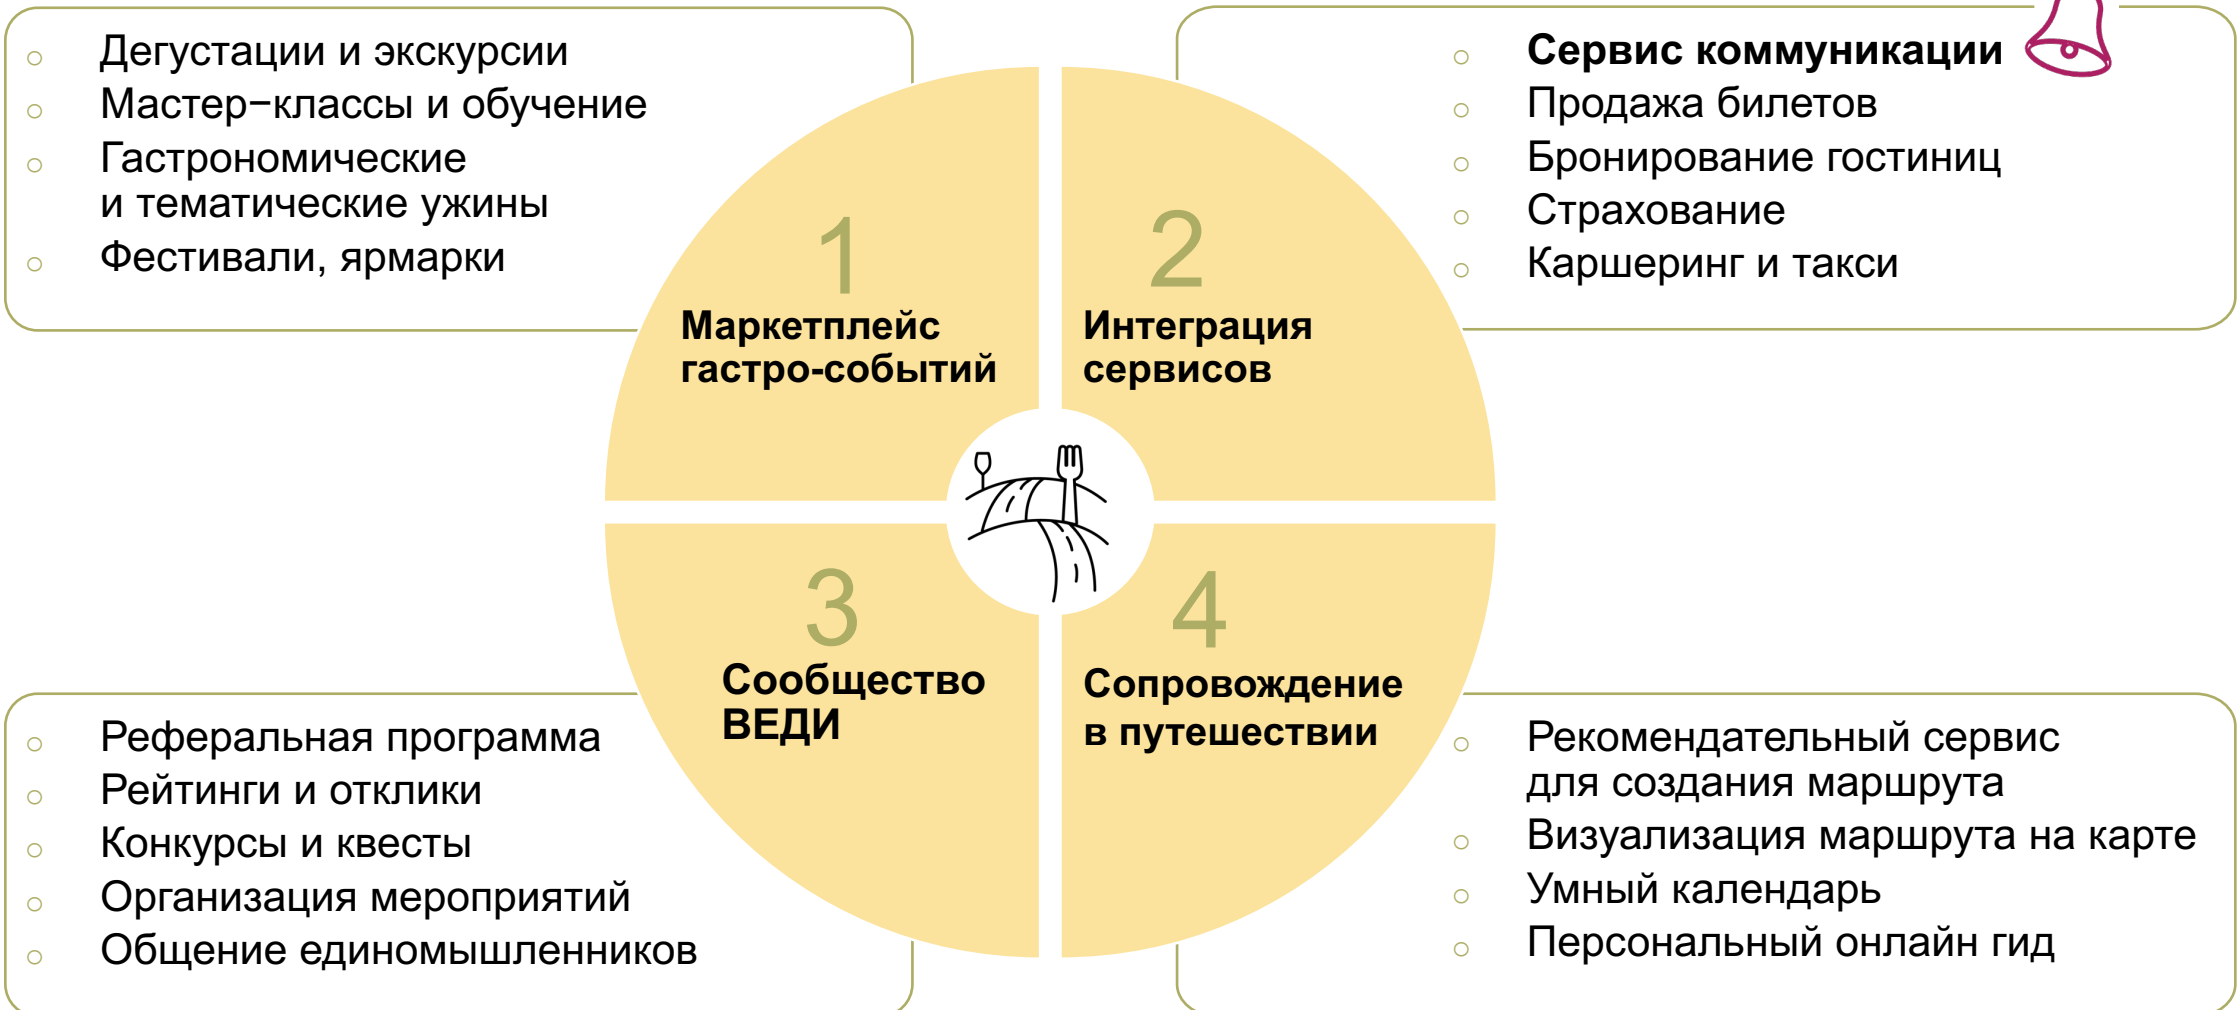 Дегустации и экскурсии
Мастер−классы и обучение
Гастрономические
и тематические ужины
Фестивали, ярмарки
Сервис коммуникации
Продажа билетов
Бронирование гостиниц
Страхование
Каршеринг и такси
1
Маркетплейс
гастро-событий
2
Интеграция
сервисов
3
Сообщество
ВЕДИ
4
Сопровождение
в путешествии
Реферальная программа
Рейтинги и отклики
Конкурсы и квесты
Организация мероприятий
Общение единомышленников
Рекомендательный сервис
для создания маршрута
Визуализация маршрута на карте
Умный календарь
Персональный онлайн гид